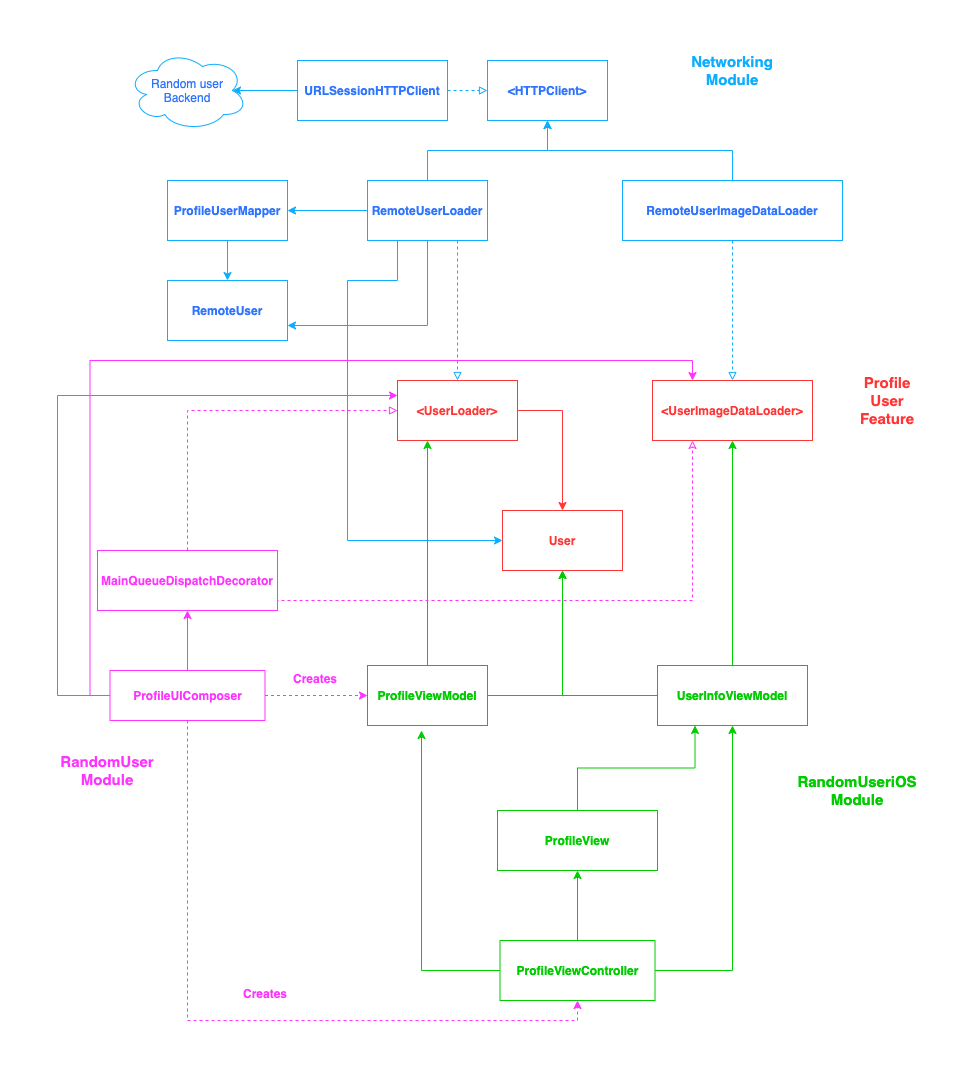 Networking
Module
Random user
Backend
URLSessionHTTPClient
<HTTPClient>
ProfileUserMapper
RemoteUserLoader
RemoteUserImageDataLoader
RemoteUser
Profile
User
Feature
<UserLoader>
<UserImageDataLoader>
User
MainQueueDispatchDecorator
Creates
ProfileUIComposer
ProfileViewModel
UserInfoViewModel
RandomUser
Module
RandomUseriOS
Module
ProfileView
ProfileViewController
Creates